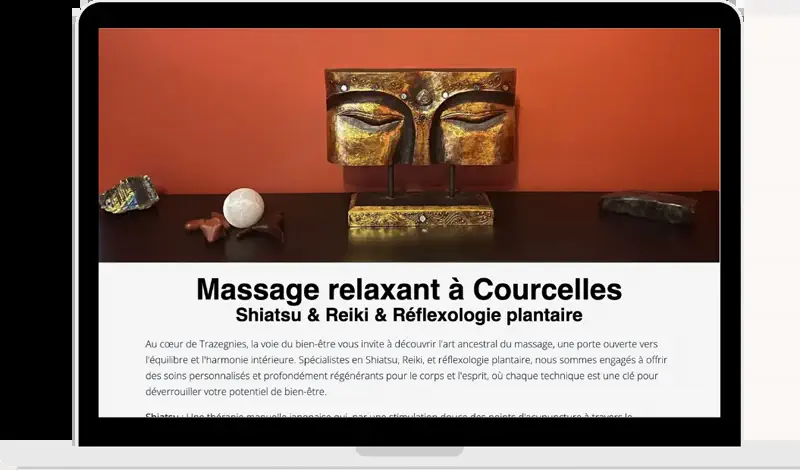 Massage relaxant à Courcelles
Shiatsu & Reiki & Réflexologie plantaire
Au cœur de Trazegnies, la voie du bien-être vous invite à découvrir l'art ancestral du massage, une porte ouverte vers
l'équilibre et l'harmonie intérieure. Spécialistes en Shiatsu, Reiki, et réflexologie plantaire, nous sommes engagés à offrir
des soins personnalisés et profondément régénérants pour le corps et l'esprit, où chaque technique est une clé pour
déverrouiller votre potentiel de bien-être.
Shiatsu : Une thérapie manuelle japonaise qui, par une stimulation douce des points d'acupuncture à travers le